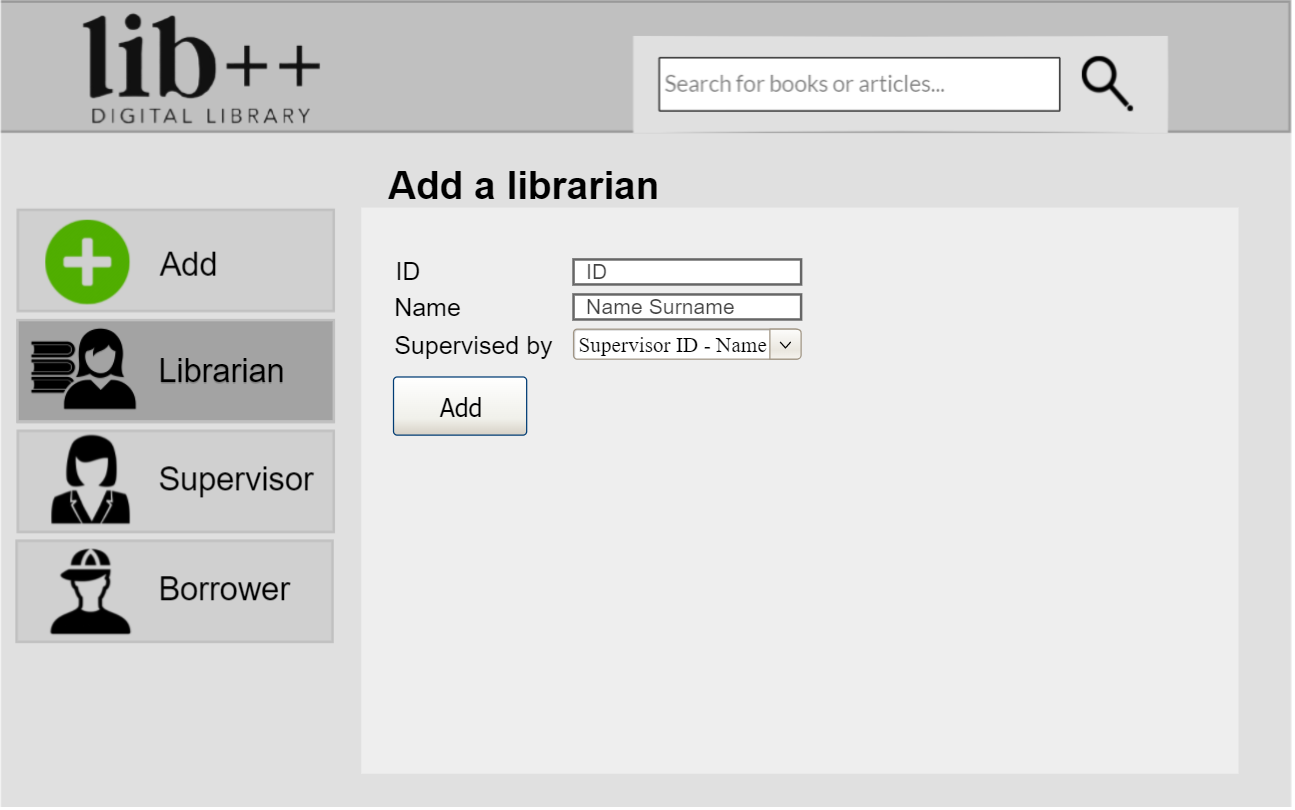 lib++
DIGITAL LIBRARY
Search for books or articles...
Add a librarian
Add
Librarian
Supervisor
Borrower
ID ID
Name Name Surname
Supervised by Supervisor ID - Name
Add